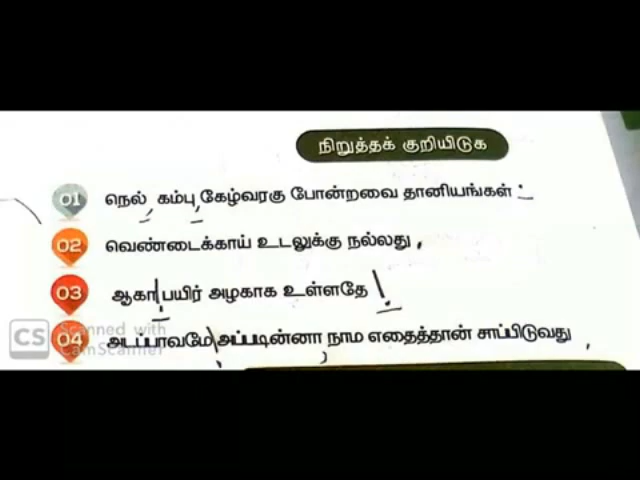 நிறுத்தக் குறியிடுக
01 நெல், கம்பு, கேழ்வரகு போன்றவை தானியங்கள் .
02 வெண்டைக்காய் உடலுக்கு நல்லது .
03 ஆகா! பயிர் அழகாக உள்ளதே !
04 அடப்பாவமே! அப்படின்னா, நாம எதைத்தான் சாப்பிடுவது ,
CS Scanned with CamScanner